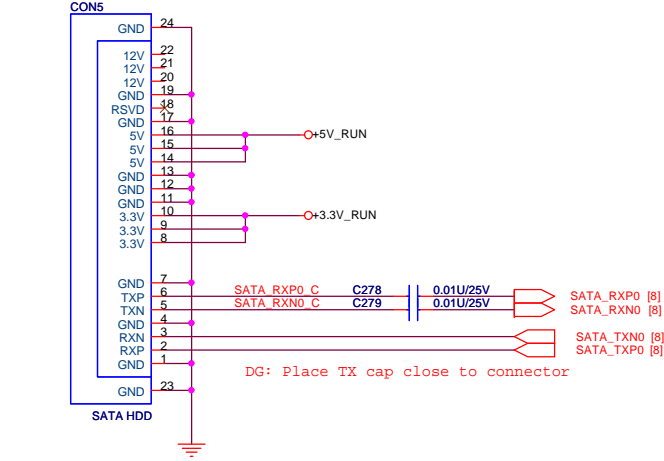 CON5
GND 24
12V 22
12V 21
12V 20
GND 19
RSVD 18
GND 17
5V 16 +5V_RUN
5V 15
5V 14
GND 13
GND 12
GND 11
3.3V 10 +3.3V_RUN
3.3V 9
3.3V 8
GND 7
TXP 6 SATA_RXP0_C C278 0.01U/25V SATA_RXP0 [8]
TXN 5 SATA_RXN0_C C279 0.01U/25V SATA_RXN0 [8]
GND 4
RXN 3 SATA_TXN0 [8]
RXP 2 SATA_TXP0 [8]
GND 1
DG: Place TX cap close to connector
GND 23
SATA HDD